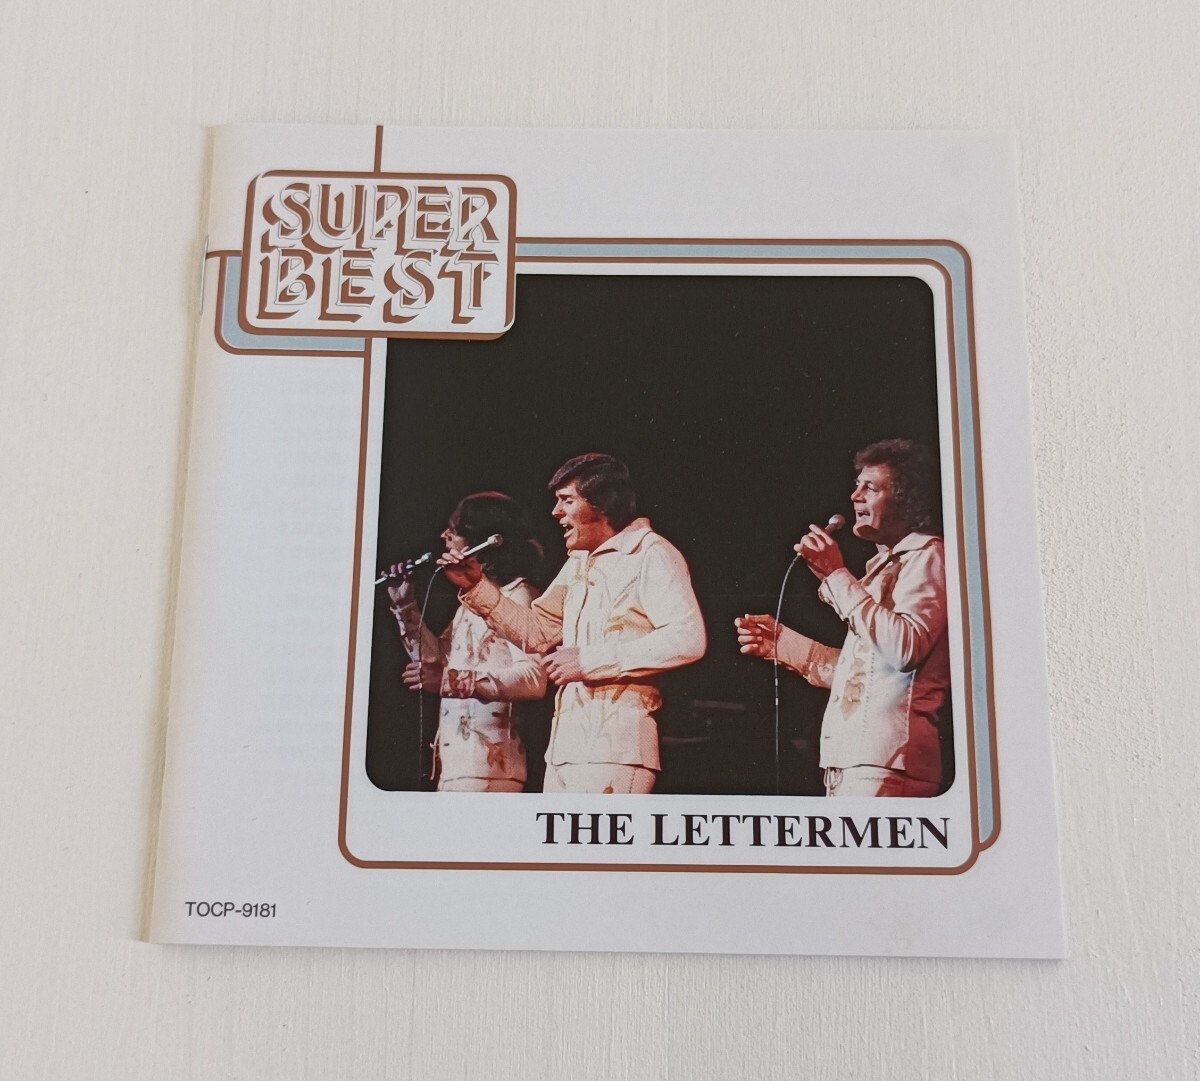 SUPER
BEST
THE LETTERMEN
TOCP-9181